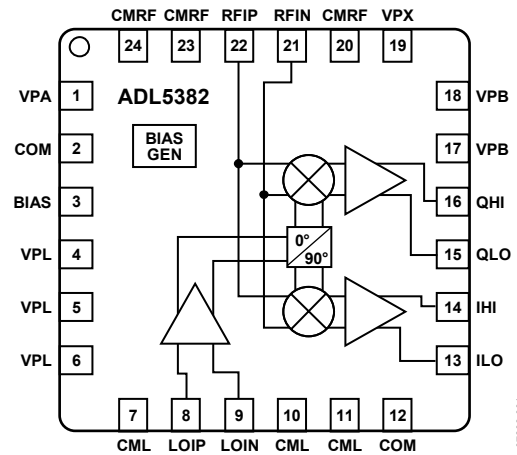 CMRF CMRF RFIP RFIN CMRF VPX
24 23 22 21 20 19
ADL5382
BIAS
GEN
VPA 1
COM 2
BIAS 3
VPL 4
VPL 5
VPL 6
18 VPB
17 VPB
16 QHI
15 QLO
14 IHI
13 ILO
0°
90°
7 8 9 10 11 12
CML LOIP LOIN CML CML COM